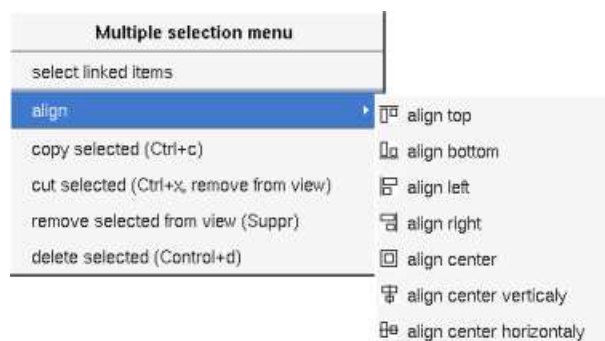 Multiple selection menu
select linked items
align
copy selected (Ctrl+c)
cut selected (Ctrl+x, remove from view)
remove selected from view (Suppr)
delete selected (Control+d)
align top
align bottom
align left
align right
align center
align center verticaly
align center horizontaly